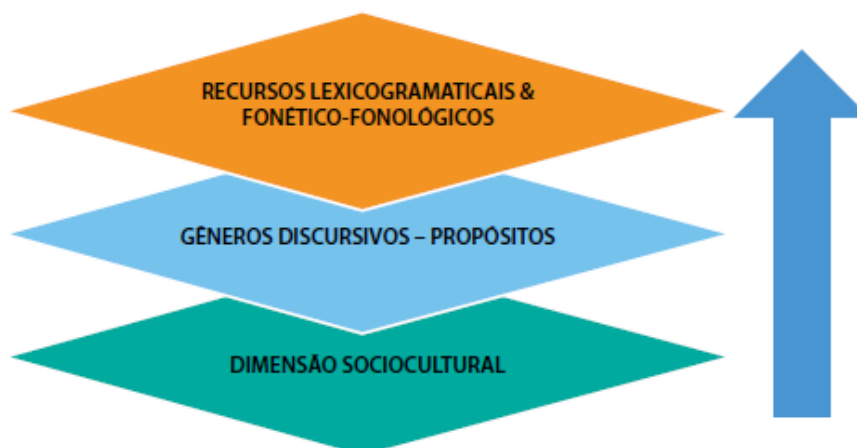 RECURSOS LEXICOGRAMATICAIS &
FONÉTICO-FONOLÓGICOS
GÊNEROS DISCURSIVOS – PROPÓSITOS
DIMENSÃO SOCIOCULTURAL